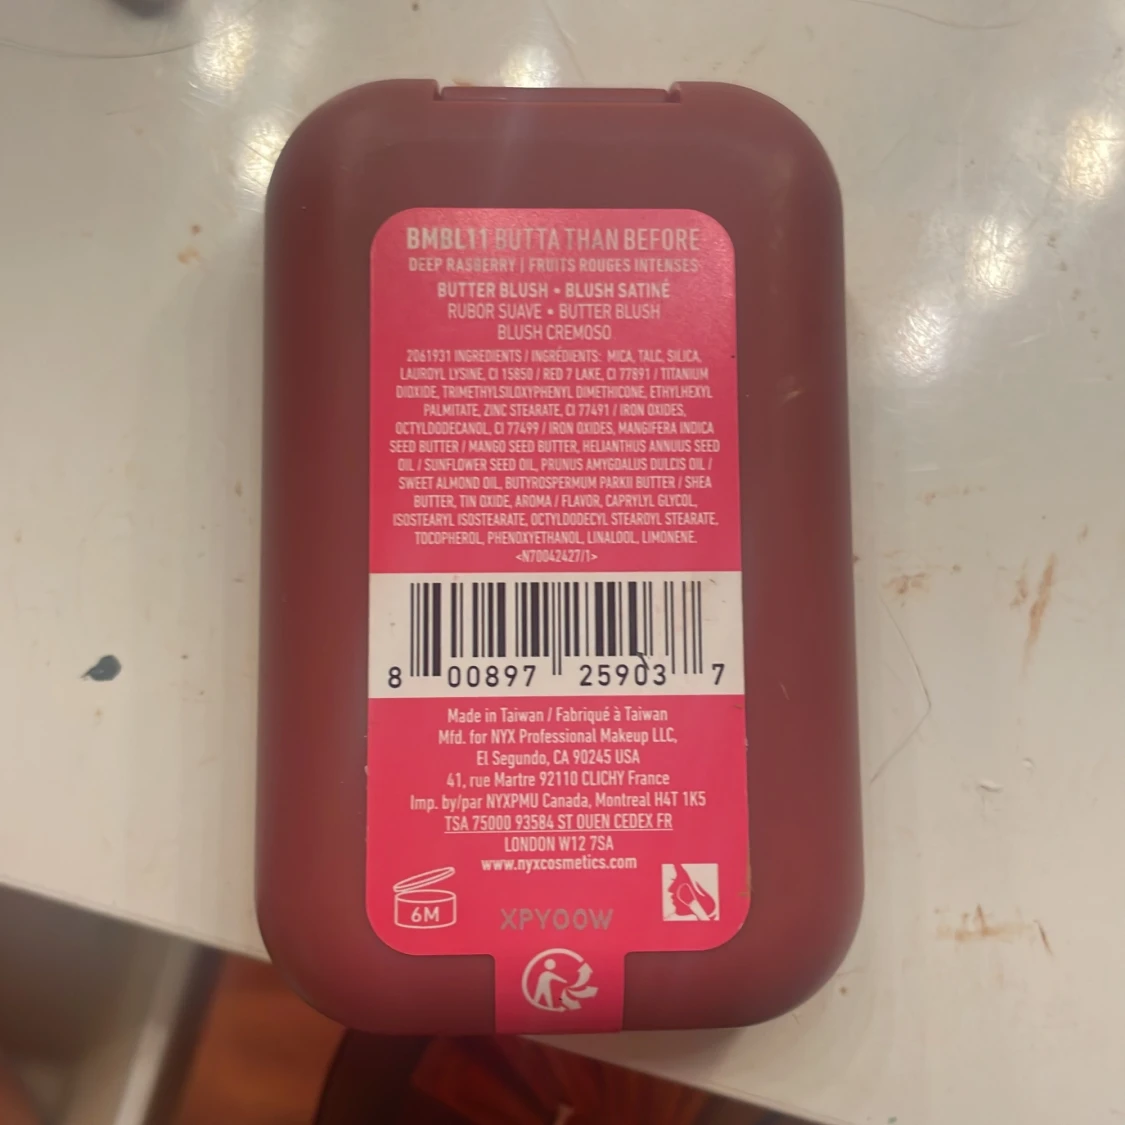 BMBL11 BUTTA THAN BEFORE
DEEP RASBERRY | FRUITS ROUGES INTENSES
BUTTER BLUSH • BLUSH SATINÉ
RUBOR SUAVE • BUTTER BLUSH
BLUSH CREMOSO
2061931 INGREDIENTS / INGRÉDIENTS: MICA, TALC, SILICA,
LAUROYL LYSINE, CI 15850 / RED 7 LAKE, CI 77891 / TITANIUM
DIOXIDE, TRIMETHYLSILOXYPHENYL DIMETHICONE, ETHYLHEXYL
PALMITATE, ZINC STEARATE, CI 77491 / IRON OXIDES,
OCTYLDODECANOL, CI 77499 / IRON OXIDES, MANGIFERA INDICA
SEED BUTTER / MANGO SEED BUTTER, HELIANTHUS ANNUUS SEED
OIL / SUNFLOWER SEED OIL, PRUNUS AMYGDALUS DULCIS OIL /
SWEET ALMOND OIL, BUTYROSPERMUM PARKII BUTTER / SHEA
BUTTER, TIN OXIDE, AROMA / FLAVOR, CAPRYLYL GLYCOL,
ISOSTEARYL ISOSTEARATE, OCTYLDODECYL STEAROYL STEARATE,
TOCOPHEROL, PHENOXYETHANOL, LINALOOL, LIMONENE.
<N70042427/1>
8 00897 25903 7
Made in Taiwan / Fabriqué à Taiwan
Mfd. for NYX Professional Makeup LLC,
El Segundo, CA 90245 USA
41, rue Martre 92110 CLICHY France
Imp. by/par NYXPMU Canada, Montreal H4T 1K5
TSA 75000 93584 ST OUEN CEDEX FR
LONDON W12 7SA
www.nyxcosmetics.com
6M
XPY00W